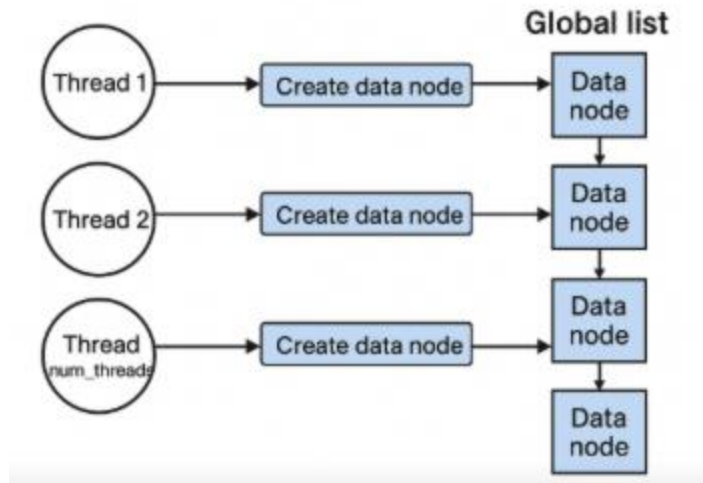 Global list
Thread 1
Create data node
Data
node
Thread 2
Create data node
Data
node
Thread
num_threads
Create data node
Data
node
Data
node